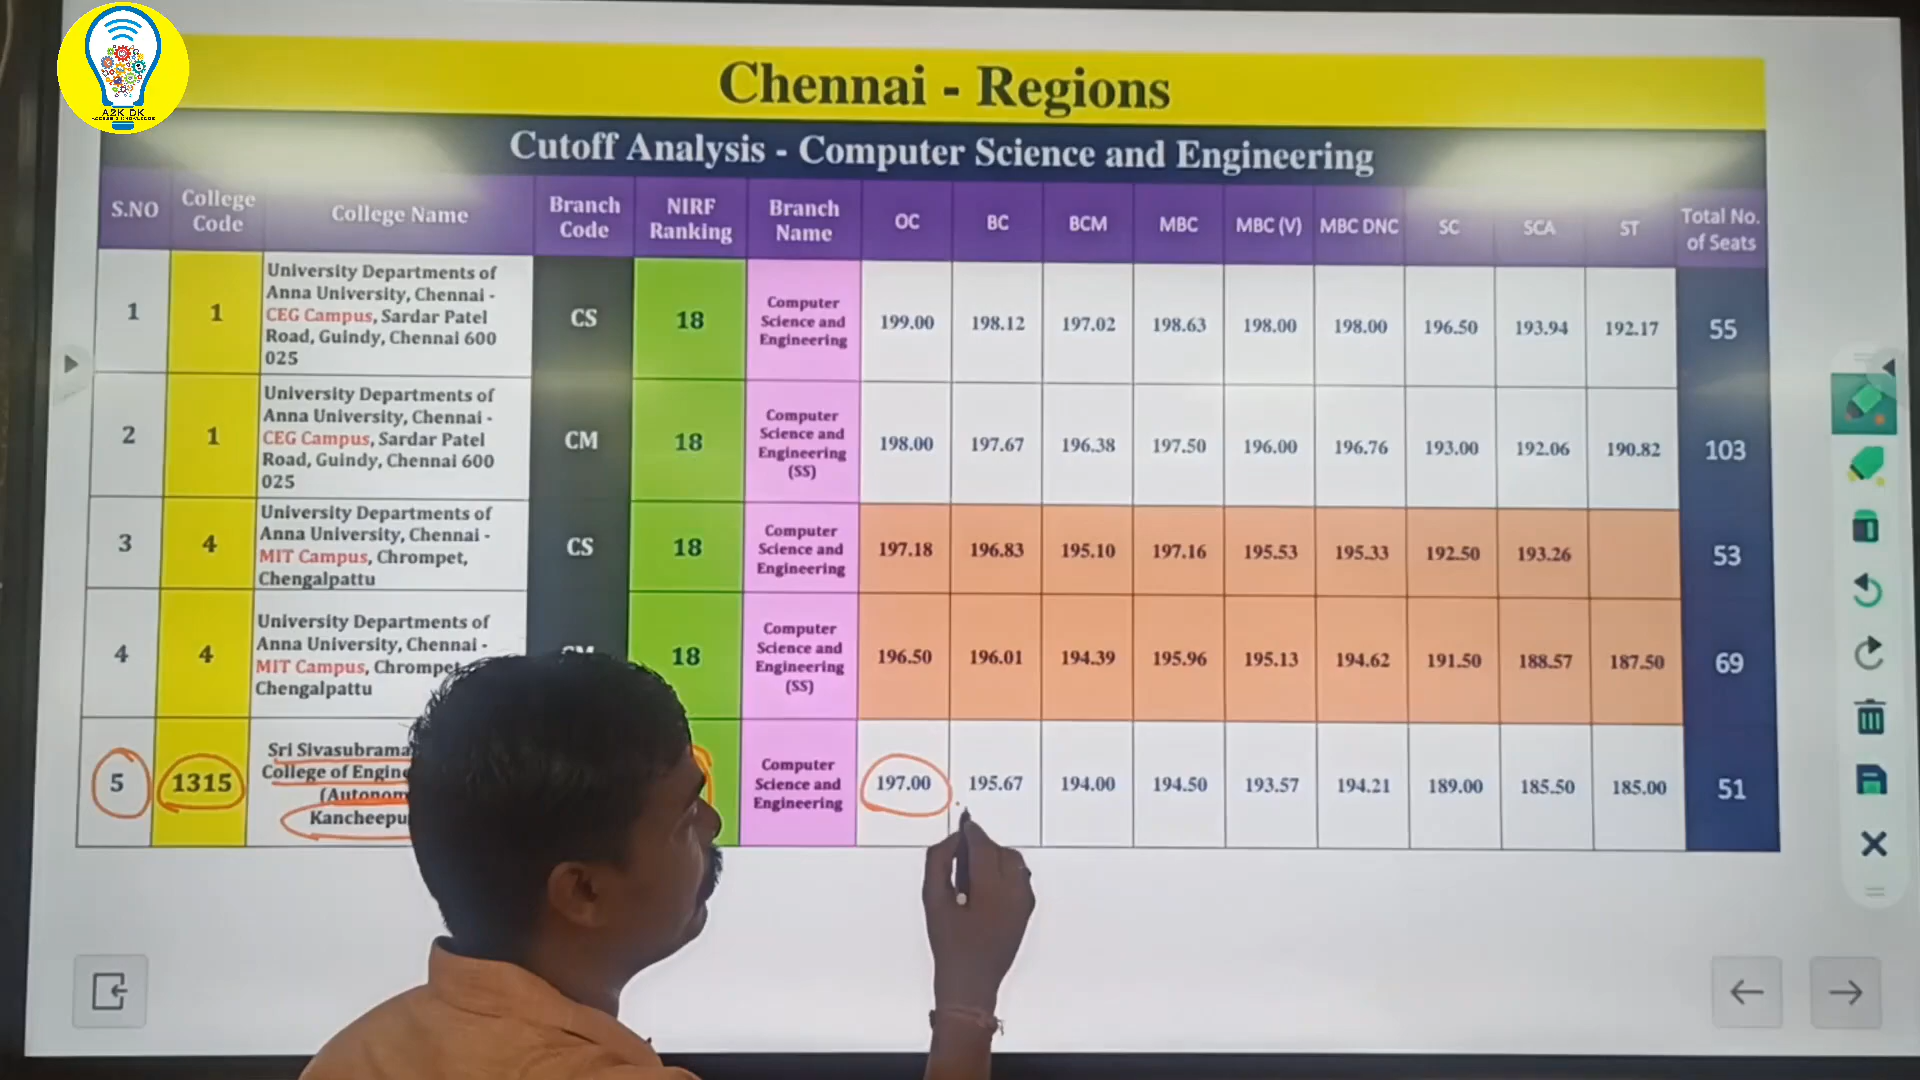 A2K DK
Chennai - Regions
Cutoff Analysis - Computer Science and Engineering
S.NO College Code College Name Branch Code NIRF Ranking Branch Name OC BC BCM MBC MBC (V) MBC DNC SC SCA ST Total No. of Seats
1 1
University Departments of
Anna University, Chennai -
CEG Campus, Sardar Patel
Road, Guindy, Chennai 600
025
CS 18
Computer
Science and
Engineering
199.00 198.12 197.02 198.63 198.00 198.00 196.50 193.94 192.17 55
2 1
University Departments of
Anna University, Chennai -
CEG Campus, Sardar Patel
Road, Guindy, Chennai 600
025
CM 18
Computer
Science and
Engineering
(SS)
198.00 197.67 196.38 197.50 196.00 196.76 193.00 192.06 190.82 103
3 4
University Departments of
Anna University, Chennai -
MIT Campus, Chrompet,
Chengalpattu
CS 18
Computer
Science and
Engineering
197.18 196.83 195.10 197.16 195.53 195.33 192.50 193.26 53
4 4
University Departments of
Anna University, Chennai -
MIT Campus, Chrompet
Chengalpattu
18
Computer
Science and
Engineering
(SS)
196.50 196.01 194.39 195.96 195.13 194.62 191.50 188.57 187.50 69
5 1315
Sri Sivasubrama
College of Engin
(Autonom
Kancheepu
Computer
Science and
Engineering
197.00 195.67 194.00 194.50 193.57 194.21 189.00 185.50 185.00 51